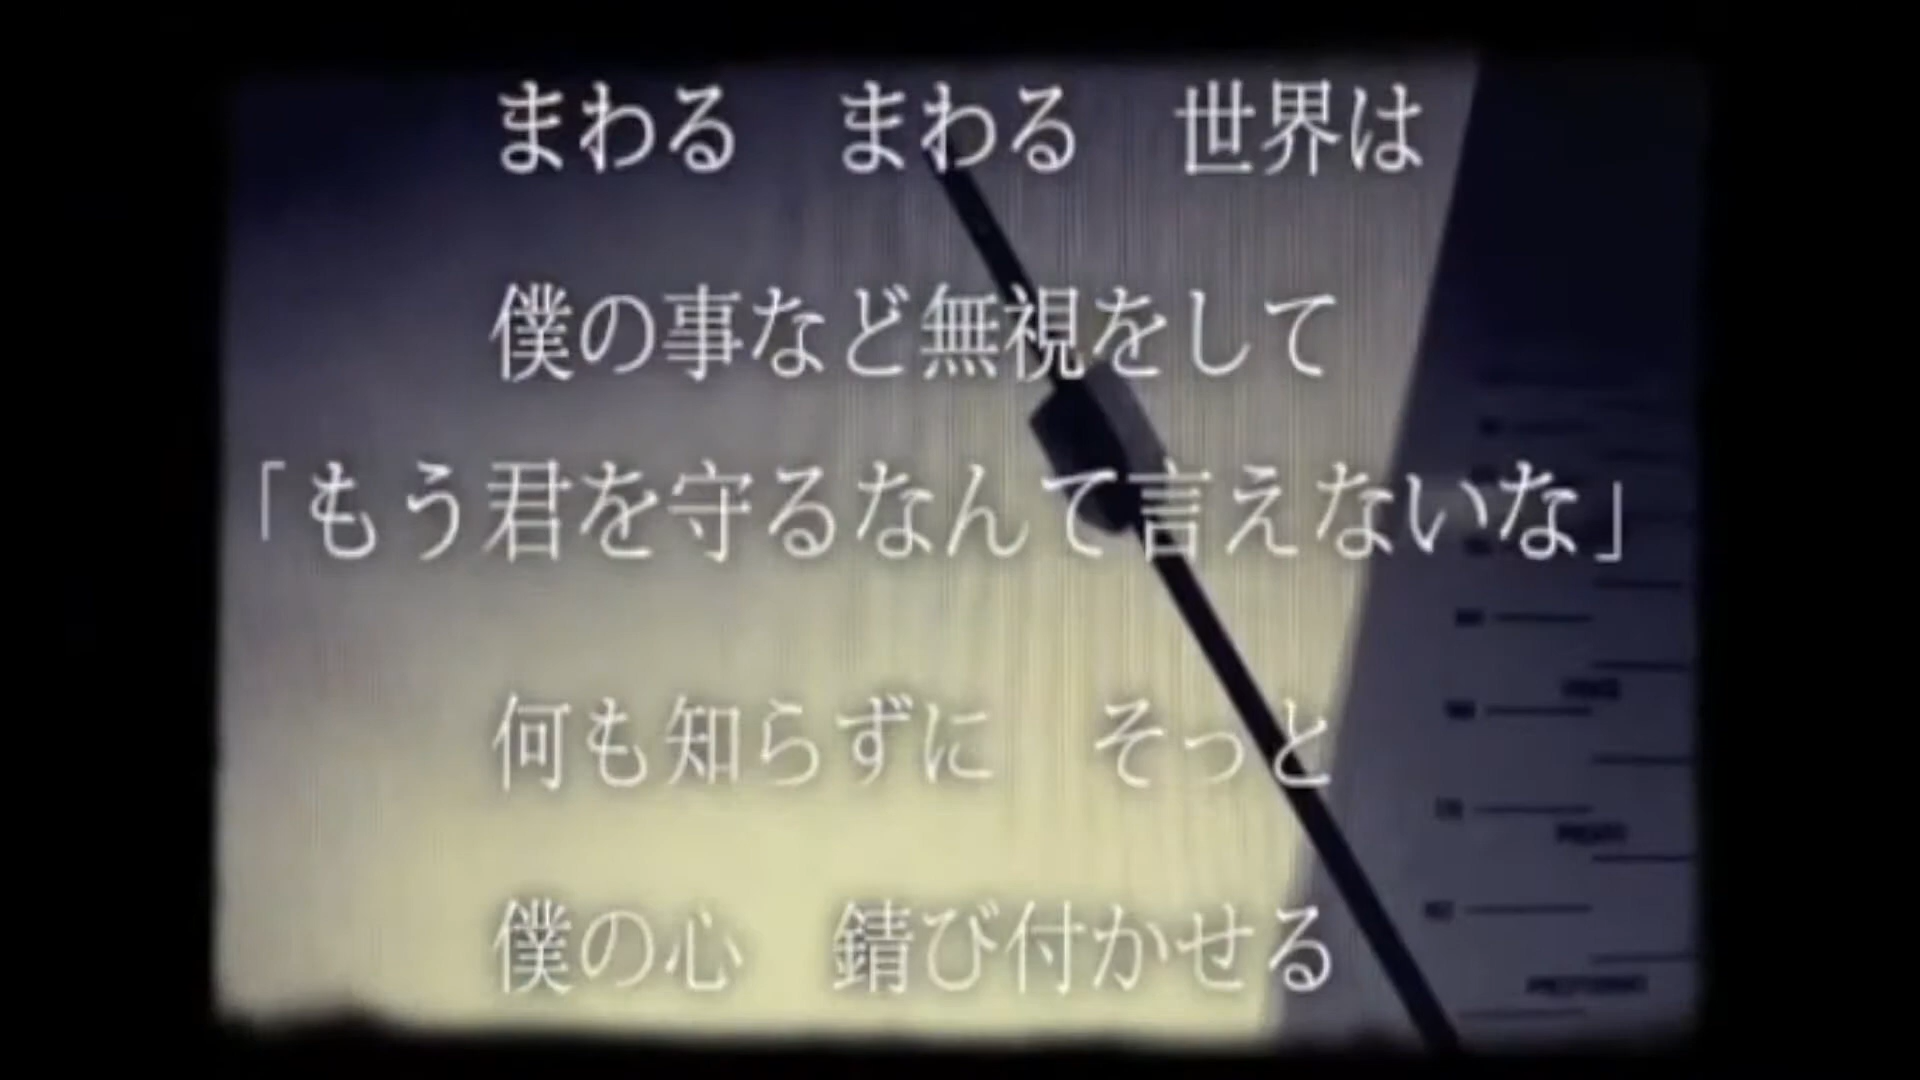 まわる　まわる　世界は
僕の事など無視をして
「もう君を守るなんて言えないな」
何も知らずに　そっと
僕の心　錆び付かせる